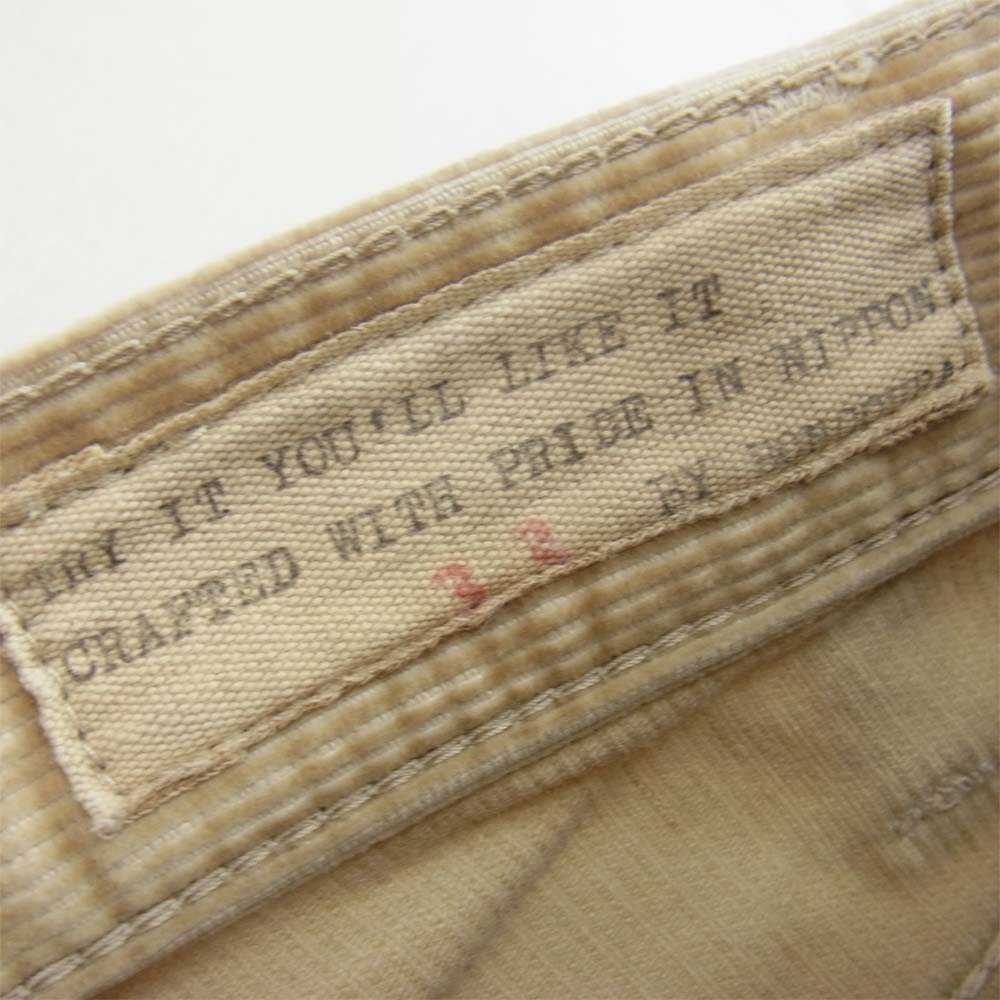 TRY IT YOU'LL LIKE IT
CRAFTED WITH PRIDE IN NIPPON
32 BY